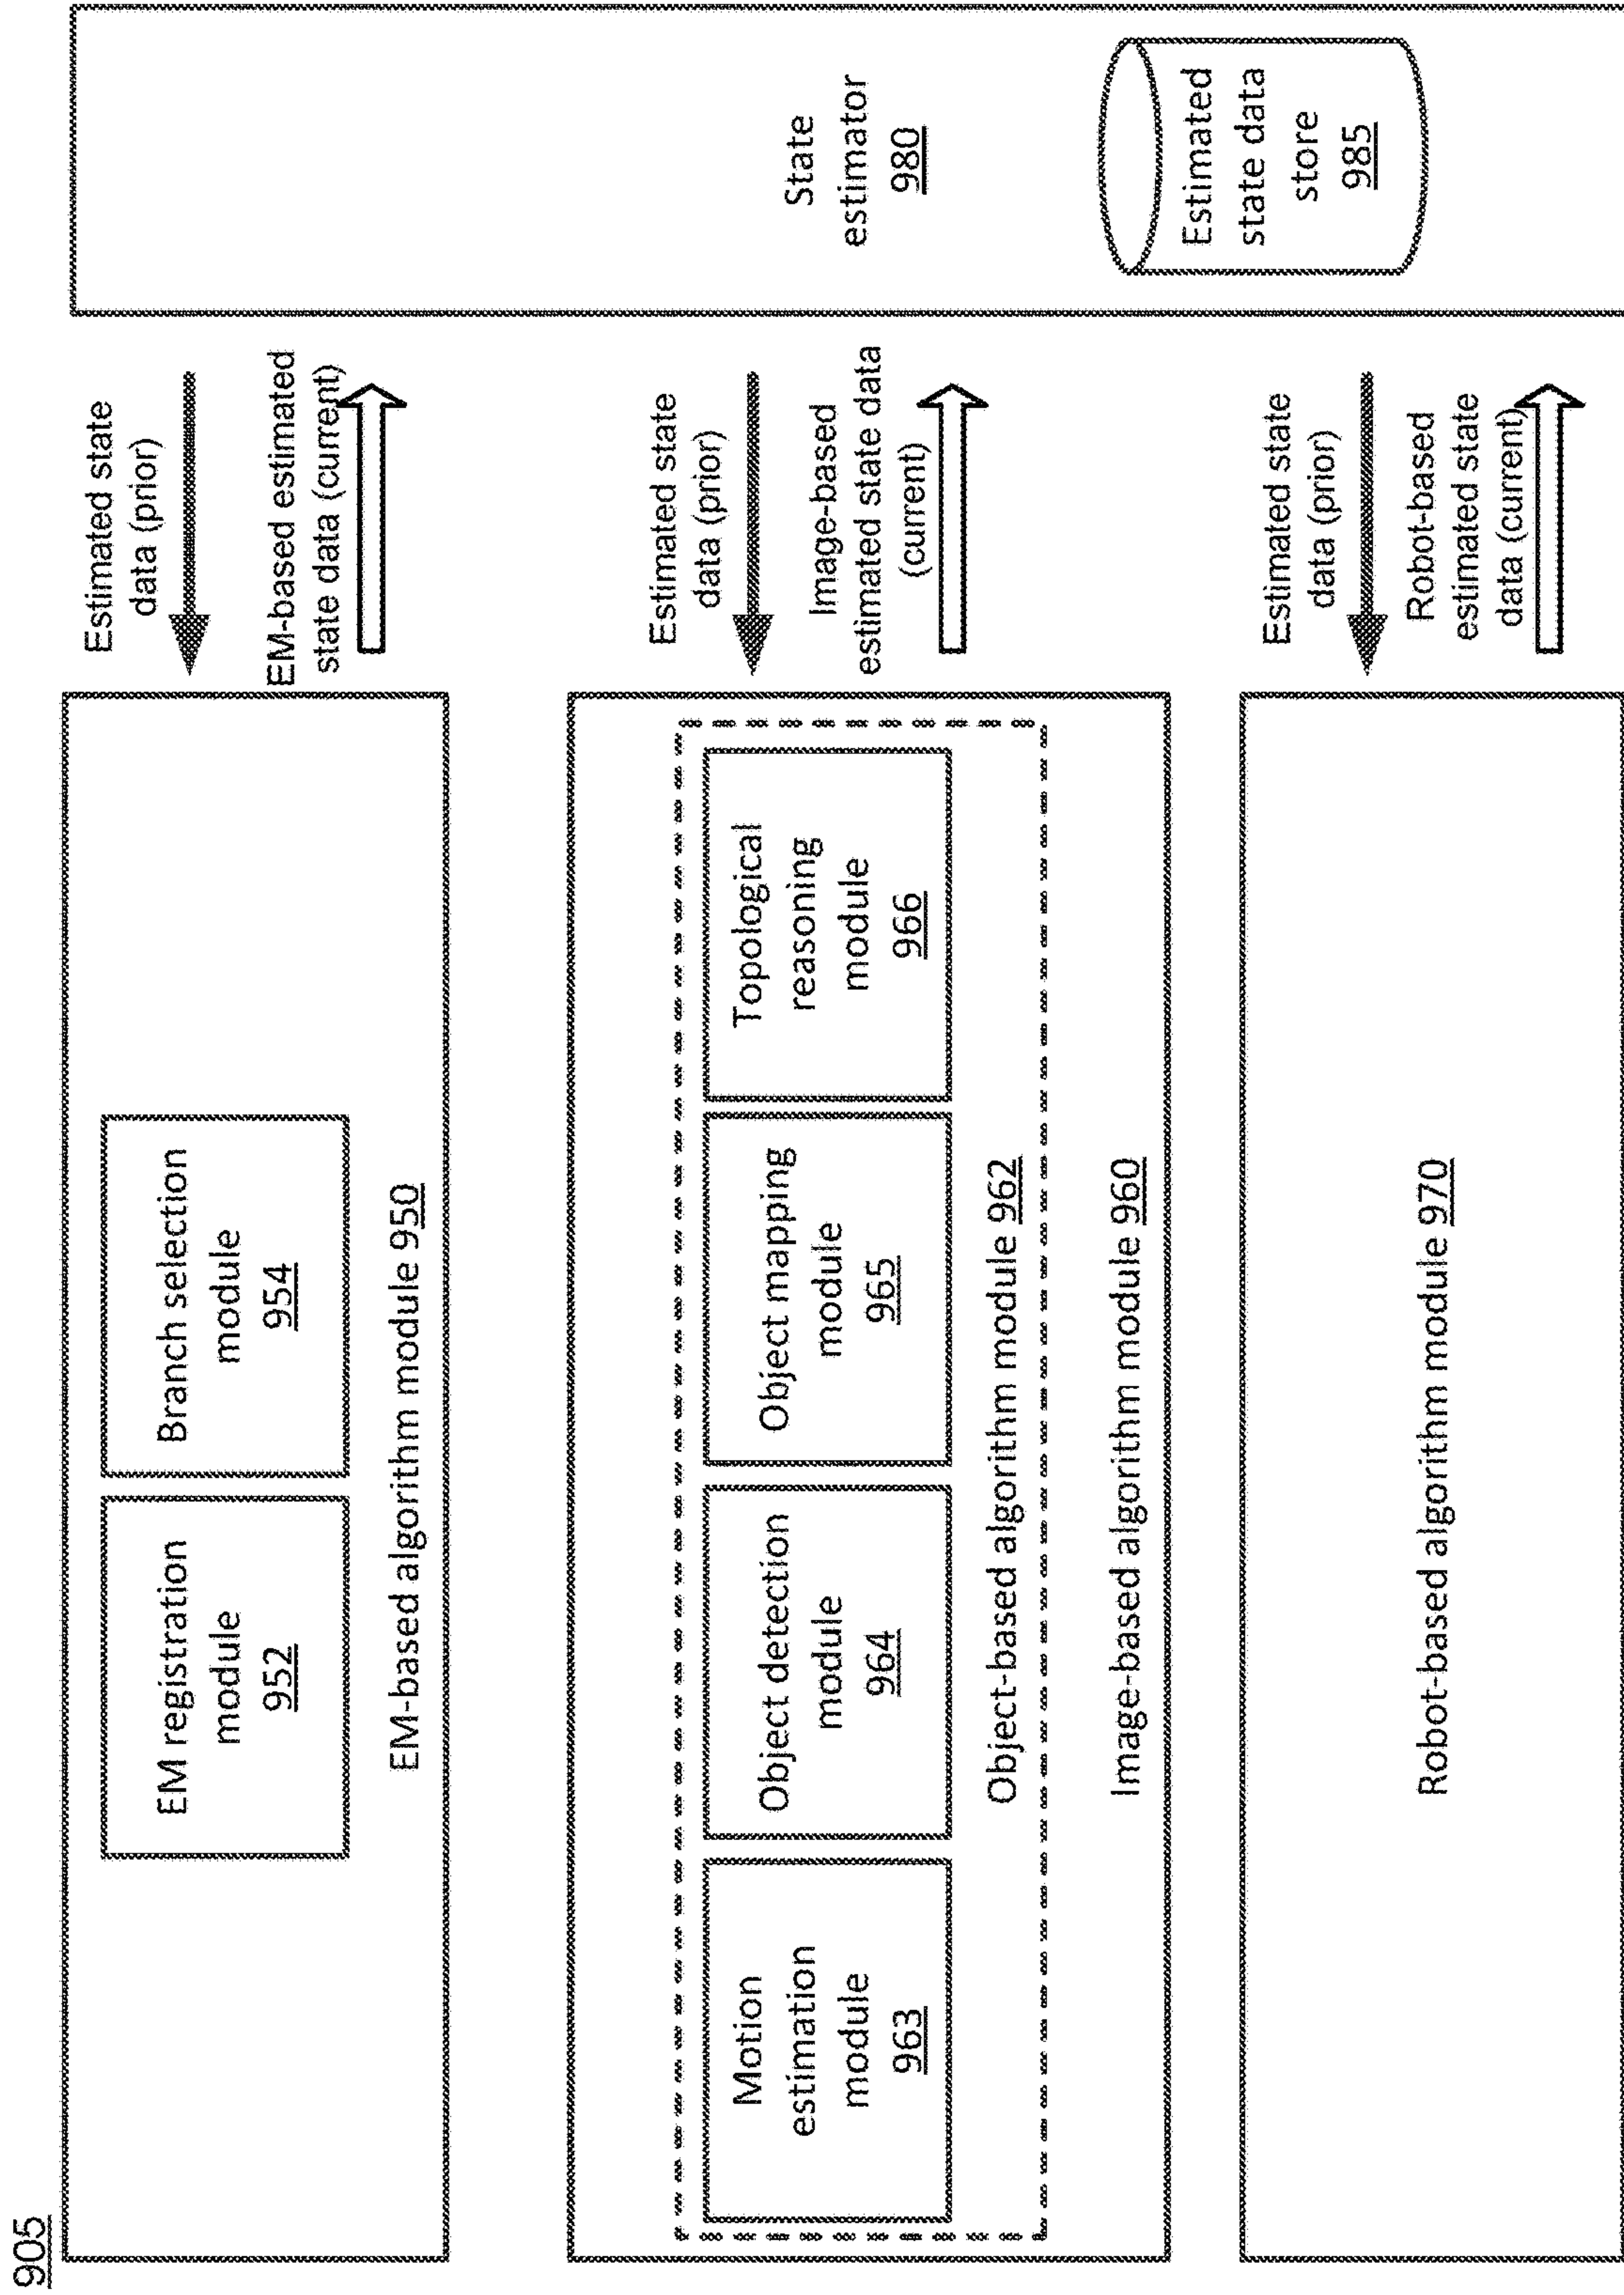 905
EM registration
module
952
Branch selection
module
954
EM-based algorithm module 950
Estimated state
data (prior)
EM-based estimated
state data (current)
Motion
estimation
module
963
Object detection
module
964
Object mapping
module
965
Topological
reasoning
module
966
Object-based algorithm module 962
Image-based algorithm module 960
Estimated state
data (prior)
Image-based
estimated state data
(current)
Robot-based algorithm module 970
Estimated state
data (prior)
Robot-based
estimated state
data (current)
State
estimator
980
Estimated
state data
store
985